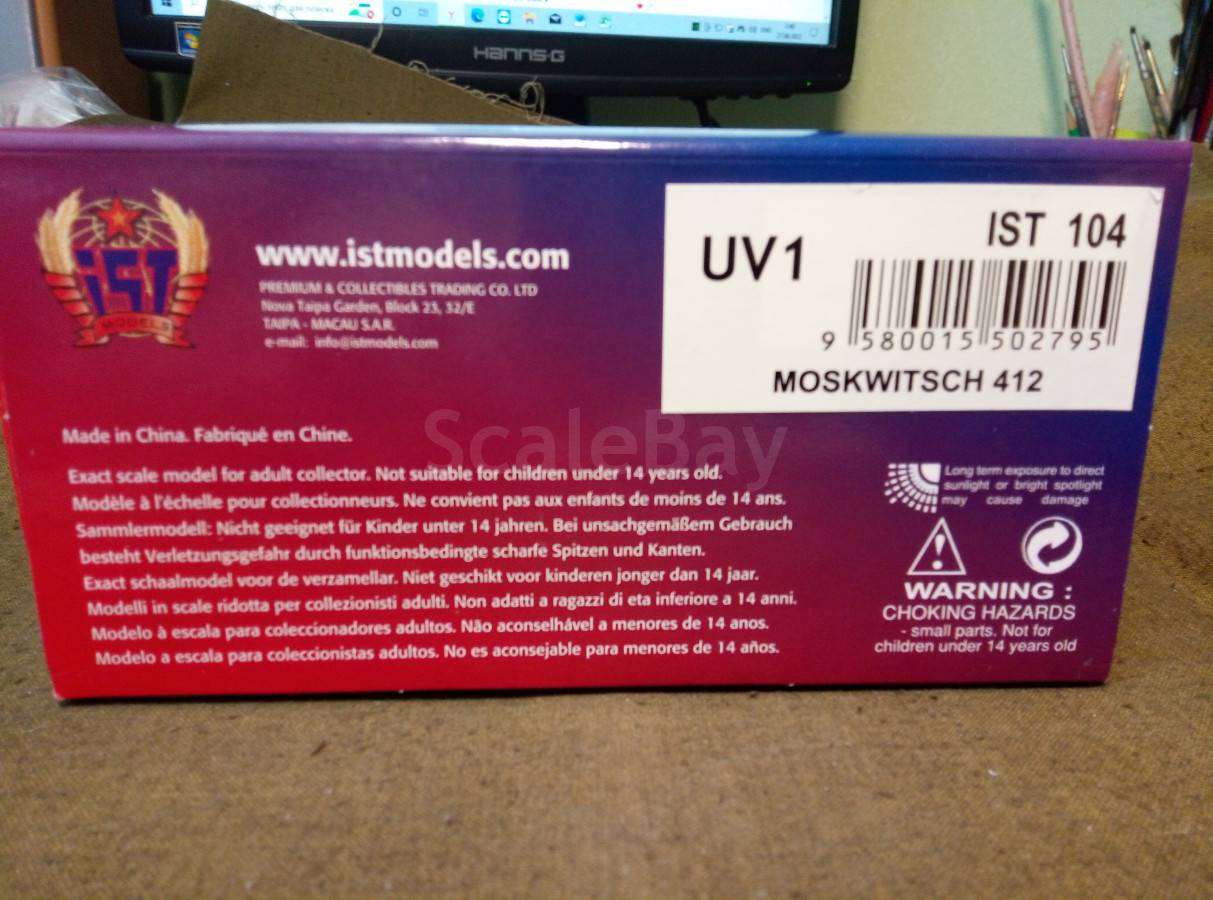 HANNS·G
iST
MODELS
www.istmodels.com
PREMIUM & COLLECTIBLES TRADING CO. LTD
Nova Taipa Garden, Block 23, 32/E
TAIPA - MACAU S.A.R.
e-mail: info@istmodels.com
UV1
IST 104
9 580015 502795
MOSKWITSCH 412
ScaleBay
Made in China. Fabriqué en Chine.
Exact scale model for adult collector. Not suitable for children under 14 years old.
Modèle à l'échelle pour collectionneurs. Ne convient pas aux enfants de moins de 14 ans.
Sammlermodell: Nicht geeignet für Kinder unter 14 jahren. Bei unsachgemäßem Gebrauch
besteht Verletzungsgefahr durch funktionsbedingte scharfe Spitzen und Kanten.
Exact schaalmodel voor de verzamellar. Niet geschikt voor kinderen jonger dan 14 jaar.
Modelli in scale ridotta per collezionisti adulti. Non adatti a ragazzi di eta inferiore a 14 anni.
Modelo à escala para coleccionadores adultos. Não aconselhável a menores de 14 anos.
Modelo a escala para coleccionistas adultos. No es aconsejable para menores de 14 años.
Long term exposure to direct
sunlight or bright spotlight
may cause damage
WARNING :
CHOKING HAZARDS
- small parts. Not for
children under 14 years old